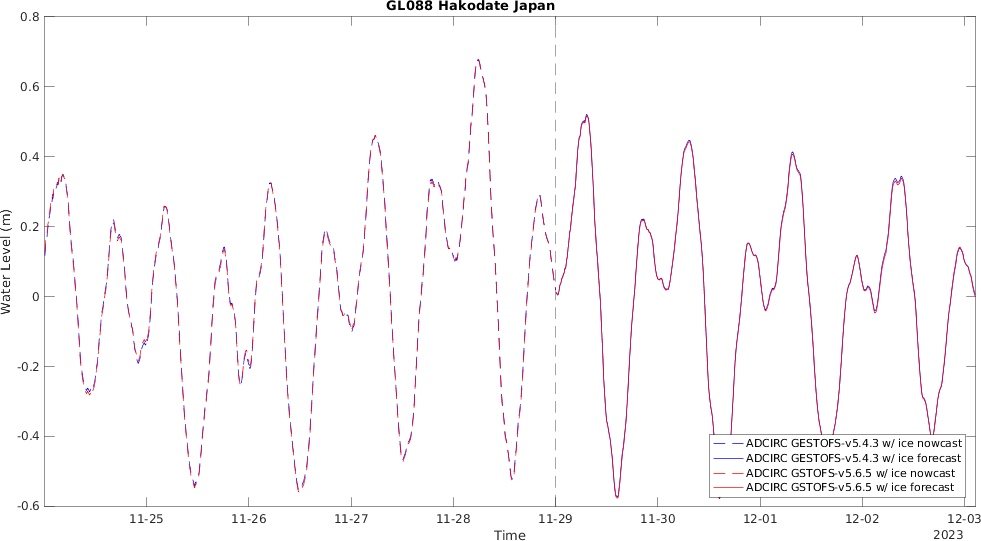 GL088 Hakodate Japan
0.8
0.6
0.4
0.2
0
-0.2
-0.4
-0.6
Water Level (m)
ADCIRC GESTOFS-v5.4.3 w/ ice nowcast
ADCIRC GESTOFS-v5.4.3 w/ ice forecast
ADCIRC GSTOFS-v5.6.5 w/ ice nowcast
ADCIRC GSTOFS-v5.6.5 w/ ice forecast
11-25 11-26 11-27 11-28 11-29 11-30 12-01 12-02 12-03
Time
2023